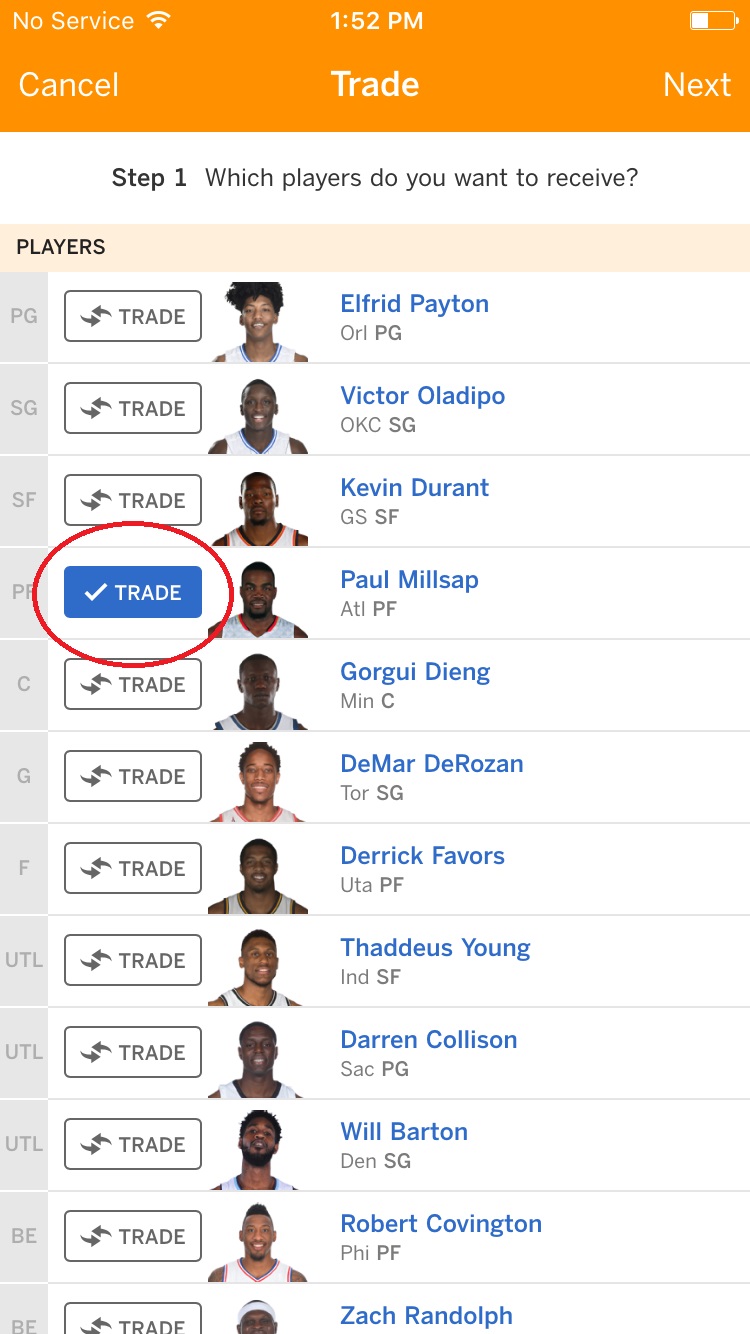 No Service 1:52 PM
Cancel Trade Next
Step 1 Which players do you want to receive?
PLAYERS
PG TRADE Elfrid Payton
Orl PG
SG TRADE Victor Oladipo
OKC SG
SF TRADE Kevin Durant
GS SF
PF TRADE Paul Millsap
Atl PF
C TRADE Gorgui Dieng
Min C
G TRADE DeMar DeRozan
Tor SG
F TRADE Derrick Favors
Uta PF
UTL TRADE Thaddeus Young
Ind SF
UTL TRADE Darren Collison
Sac PG
UTL TRADE Will Barton
Den SG
BE TRADE Robert Covington
Phi PF
BE TRADE Zach Randolph